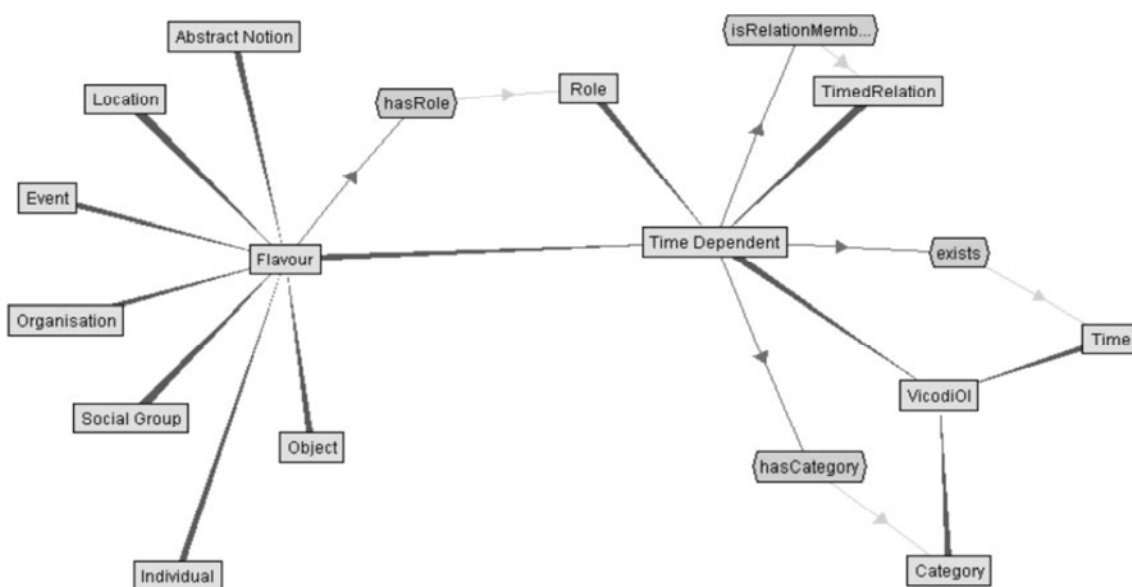 Abstract Notion
isRelationMemb...
Location
hasRole
Role
TimedRelation
Event
Flavour
Time Dependent
exists
Organisation
Time
Social Group
Object
VicodiOI
hasCategory
Individual
Category